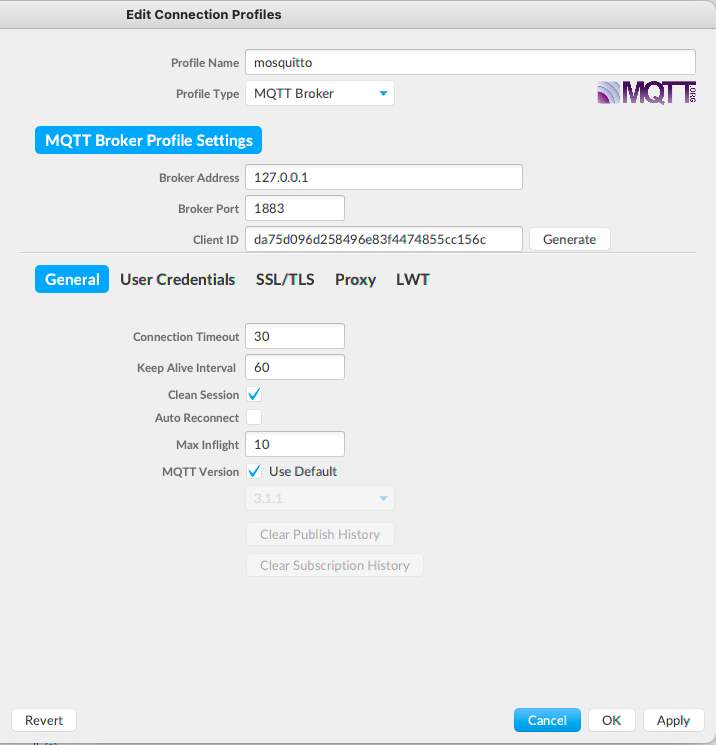 Edit Connection Profiles
Profile Name mosquitto
Profile Type MQTT Broker
MQTT.ORG
MQTT Broker Profile Settings
Broker Address 127.0.0.1
Broker Port 1883
Client ID da75d096d258496e83f4474855cc156c Generate
General User Credentials SSL/TLS Proxy LWT
Connection Timeout 30
Keep Alive Interval 60
Clean Session
Auto Reconnect
Max Inflight 10
MQTT Version Use Default
3.1.1
Clear Publish History
Clear Subscription History
Revert Cancel OK Apply